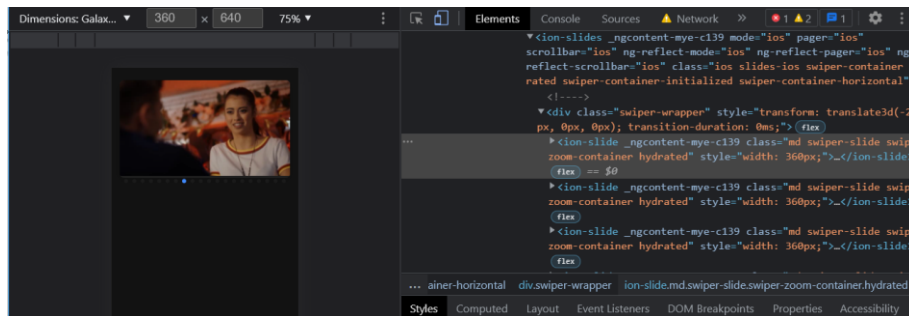 Dimensions: Galax... ▼ 360 × 640 75% ▼
Elements Console Sources Network » 1 2 1
▼<ion-slides _ngcontent-mye-c139 mode="ios" pager="ios"
scrollbar="ios" ng-reflect-mode="ios" ng-reflect-pager="ios" ng
reflect-scrollbar="ios" class="ios slides-ios swiper-container
rated swiper-container-initialized swiper-container-horizontal"
<!---->
▼<div class="swiper-wrapper" style="transform: translate3d(-2
px, 0px, 0px); transition-duration: 0ms;"> flex
… ▶<ion-slide _ngcontent-mye-c139 class="md swiper-slide swip
zoom-container hydrated" style="width: 360px;">…</ion-slide
flex == $0
▶<ion-slide _ngcontent-mye-c139 class="md swiper-slide swip
zoom-container hydrated" style="width: 360px;">…</ion-slide
flex
▶<ion-slide _ngcontent-mye-c139 class="md swiper-slide swip
zoom-container hydrated" style="width: 360px;">…</ion-slide
flex
... ainer-horizontal div.swiper-wrapper ion-slide.md.swiper-slide.swiper-zoom-container.hydrated
Styles Computed Layout Event Listeners DOM Breakpoints Properties Accessibility